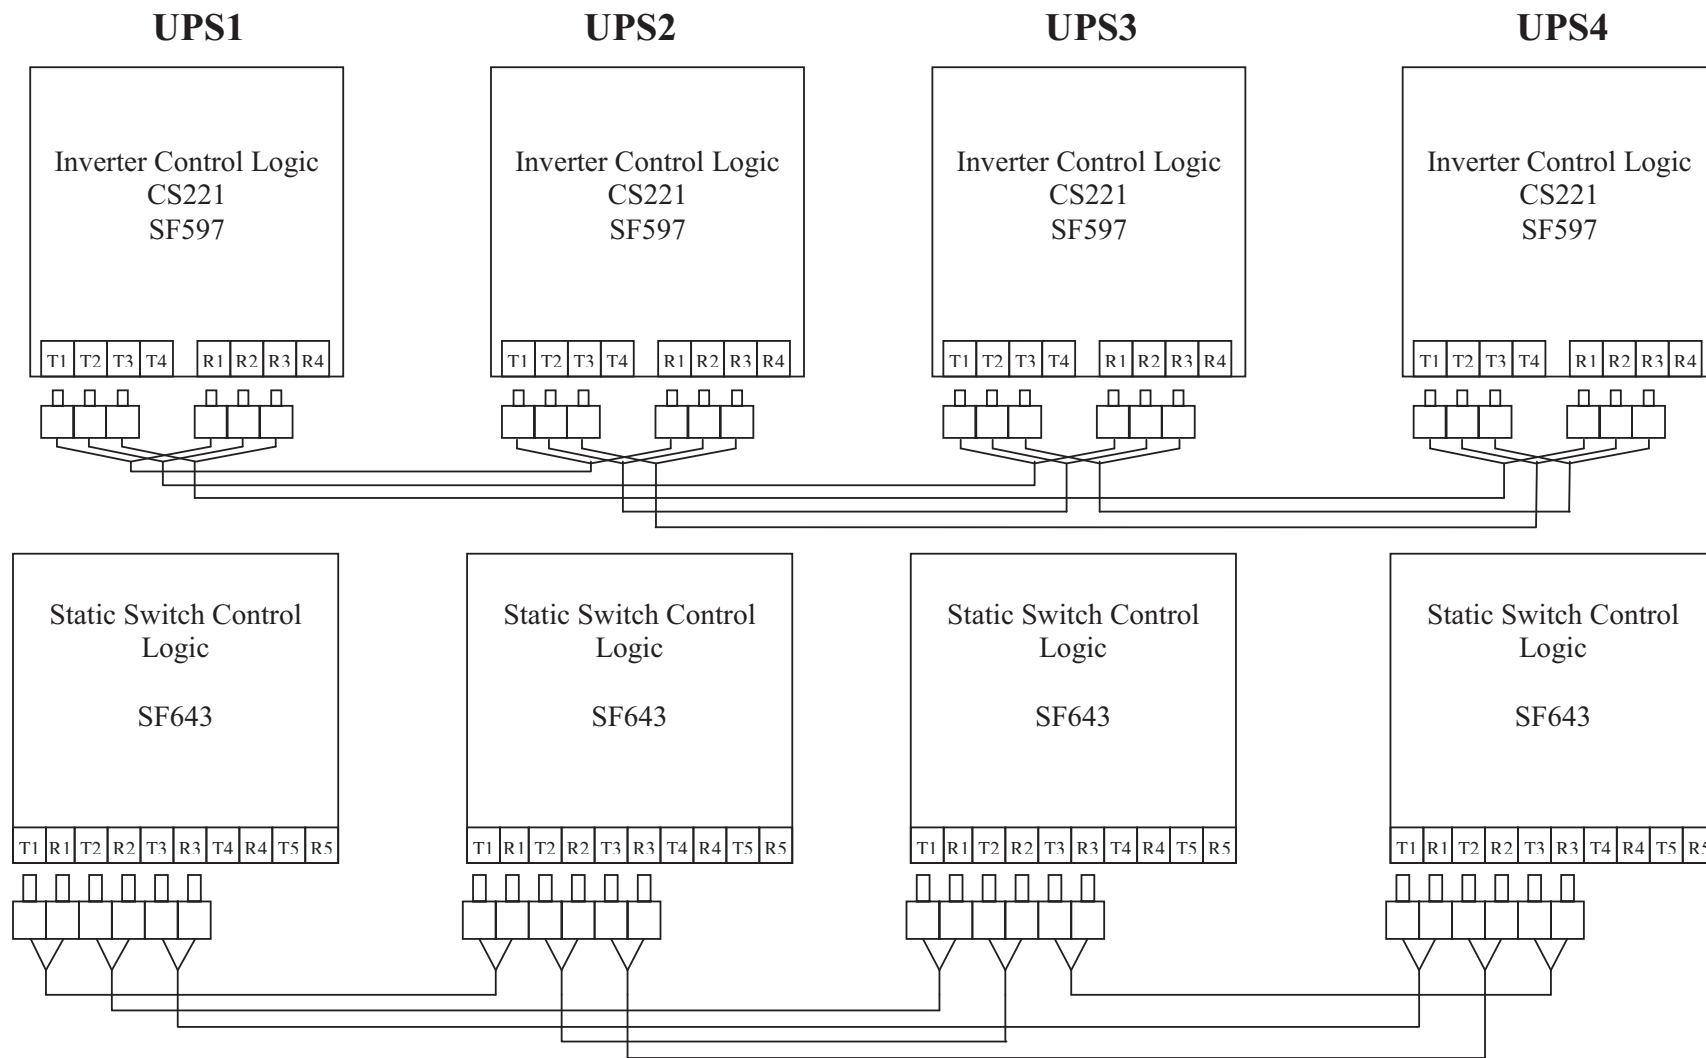 UPS1 UPS2 UPS3 UPS4
Inverter Control Logic Inverter Control Logic Inverter Control Logic Inverter Control Logic
CS221 CS221 CS221 CS221
SF597 SF597 SF597 SF597
T1 T2 T3 T4 R1 R2 R3 R4 T1 T2 T3 T4 R1 R2 R3 R4 T1 T2 T3 T4 R1 R2 R3 R4 T1 T2 T3 T4 R1 R2 R3 R4
Static Switch Control Static Switch Control Static Switch Control Static Switch Control
Logic Logic Logic Logic
SF643 SF643 SF643 SF643
T1 R1 T2 R2 T3 R3 T4 R4 T5 R5 T1 R1 T2 R2 T3 R3 T4 R4 T5 R5 T1 R1 T2 R2 T3 R3 T4 R4 T5 R5 T1 R1 T2 R2 T3 R3 T4 R4 T5 R5